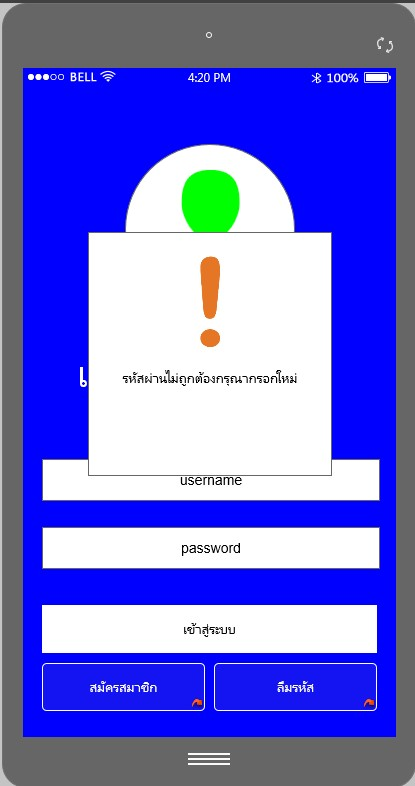 BELL 4:20 PM 100%
รหัสผ่านไม่ถูกต้องกรุณากรอกใหม่
username
password
เข้าสู่ระบบ
สมัครสมาชิก ลืมรหัส